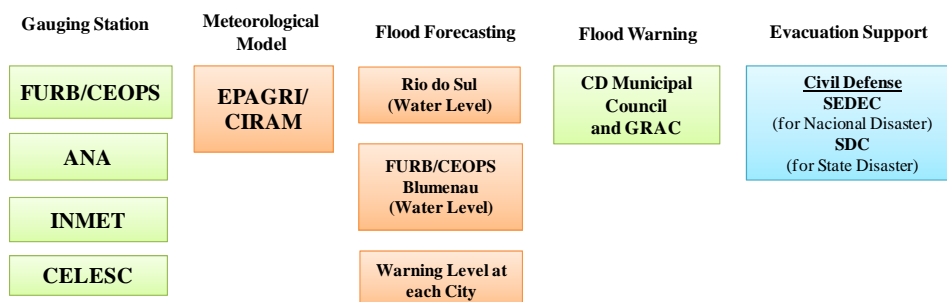 Gauging Station
FURB/CEOPS
ANA
INMET
CELESC
Meteorological
Model
EPAGRI/
CIRAM
Flood Forecasting
Rio do Sul
(Water Level)
FURB/CEOPS
Blumenau
(Water Level)
Warning Level at
each City
Flood Warning
CD Municipal
Council
and GRAC
Evacuation Support
Civil Defense
SEDEC
(for Nacional Disaster)
SDC
(for State Disaster)